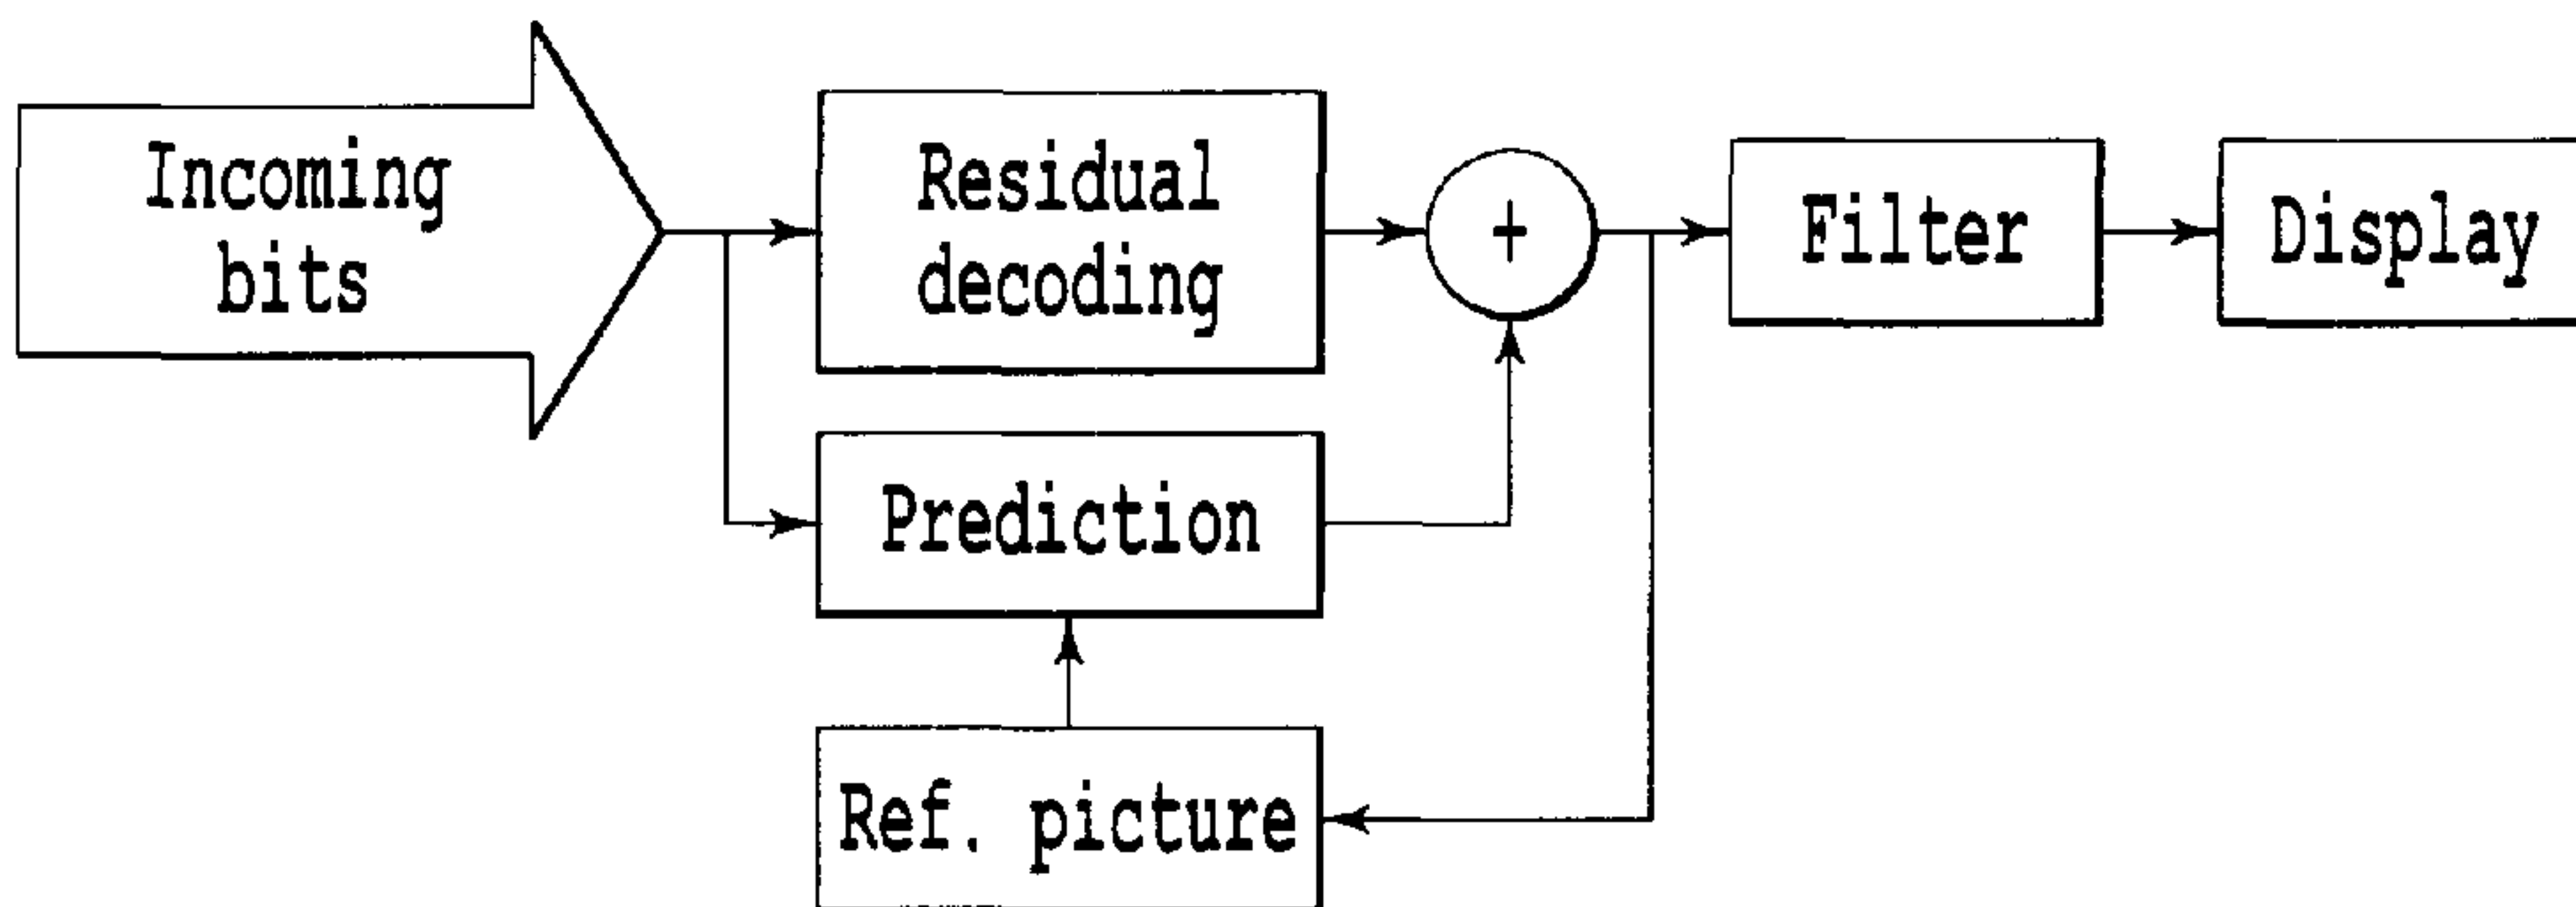 Incoming
bits
Residual
decoding
+
Filter
Display
Prediction
Ref. picture